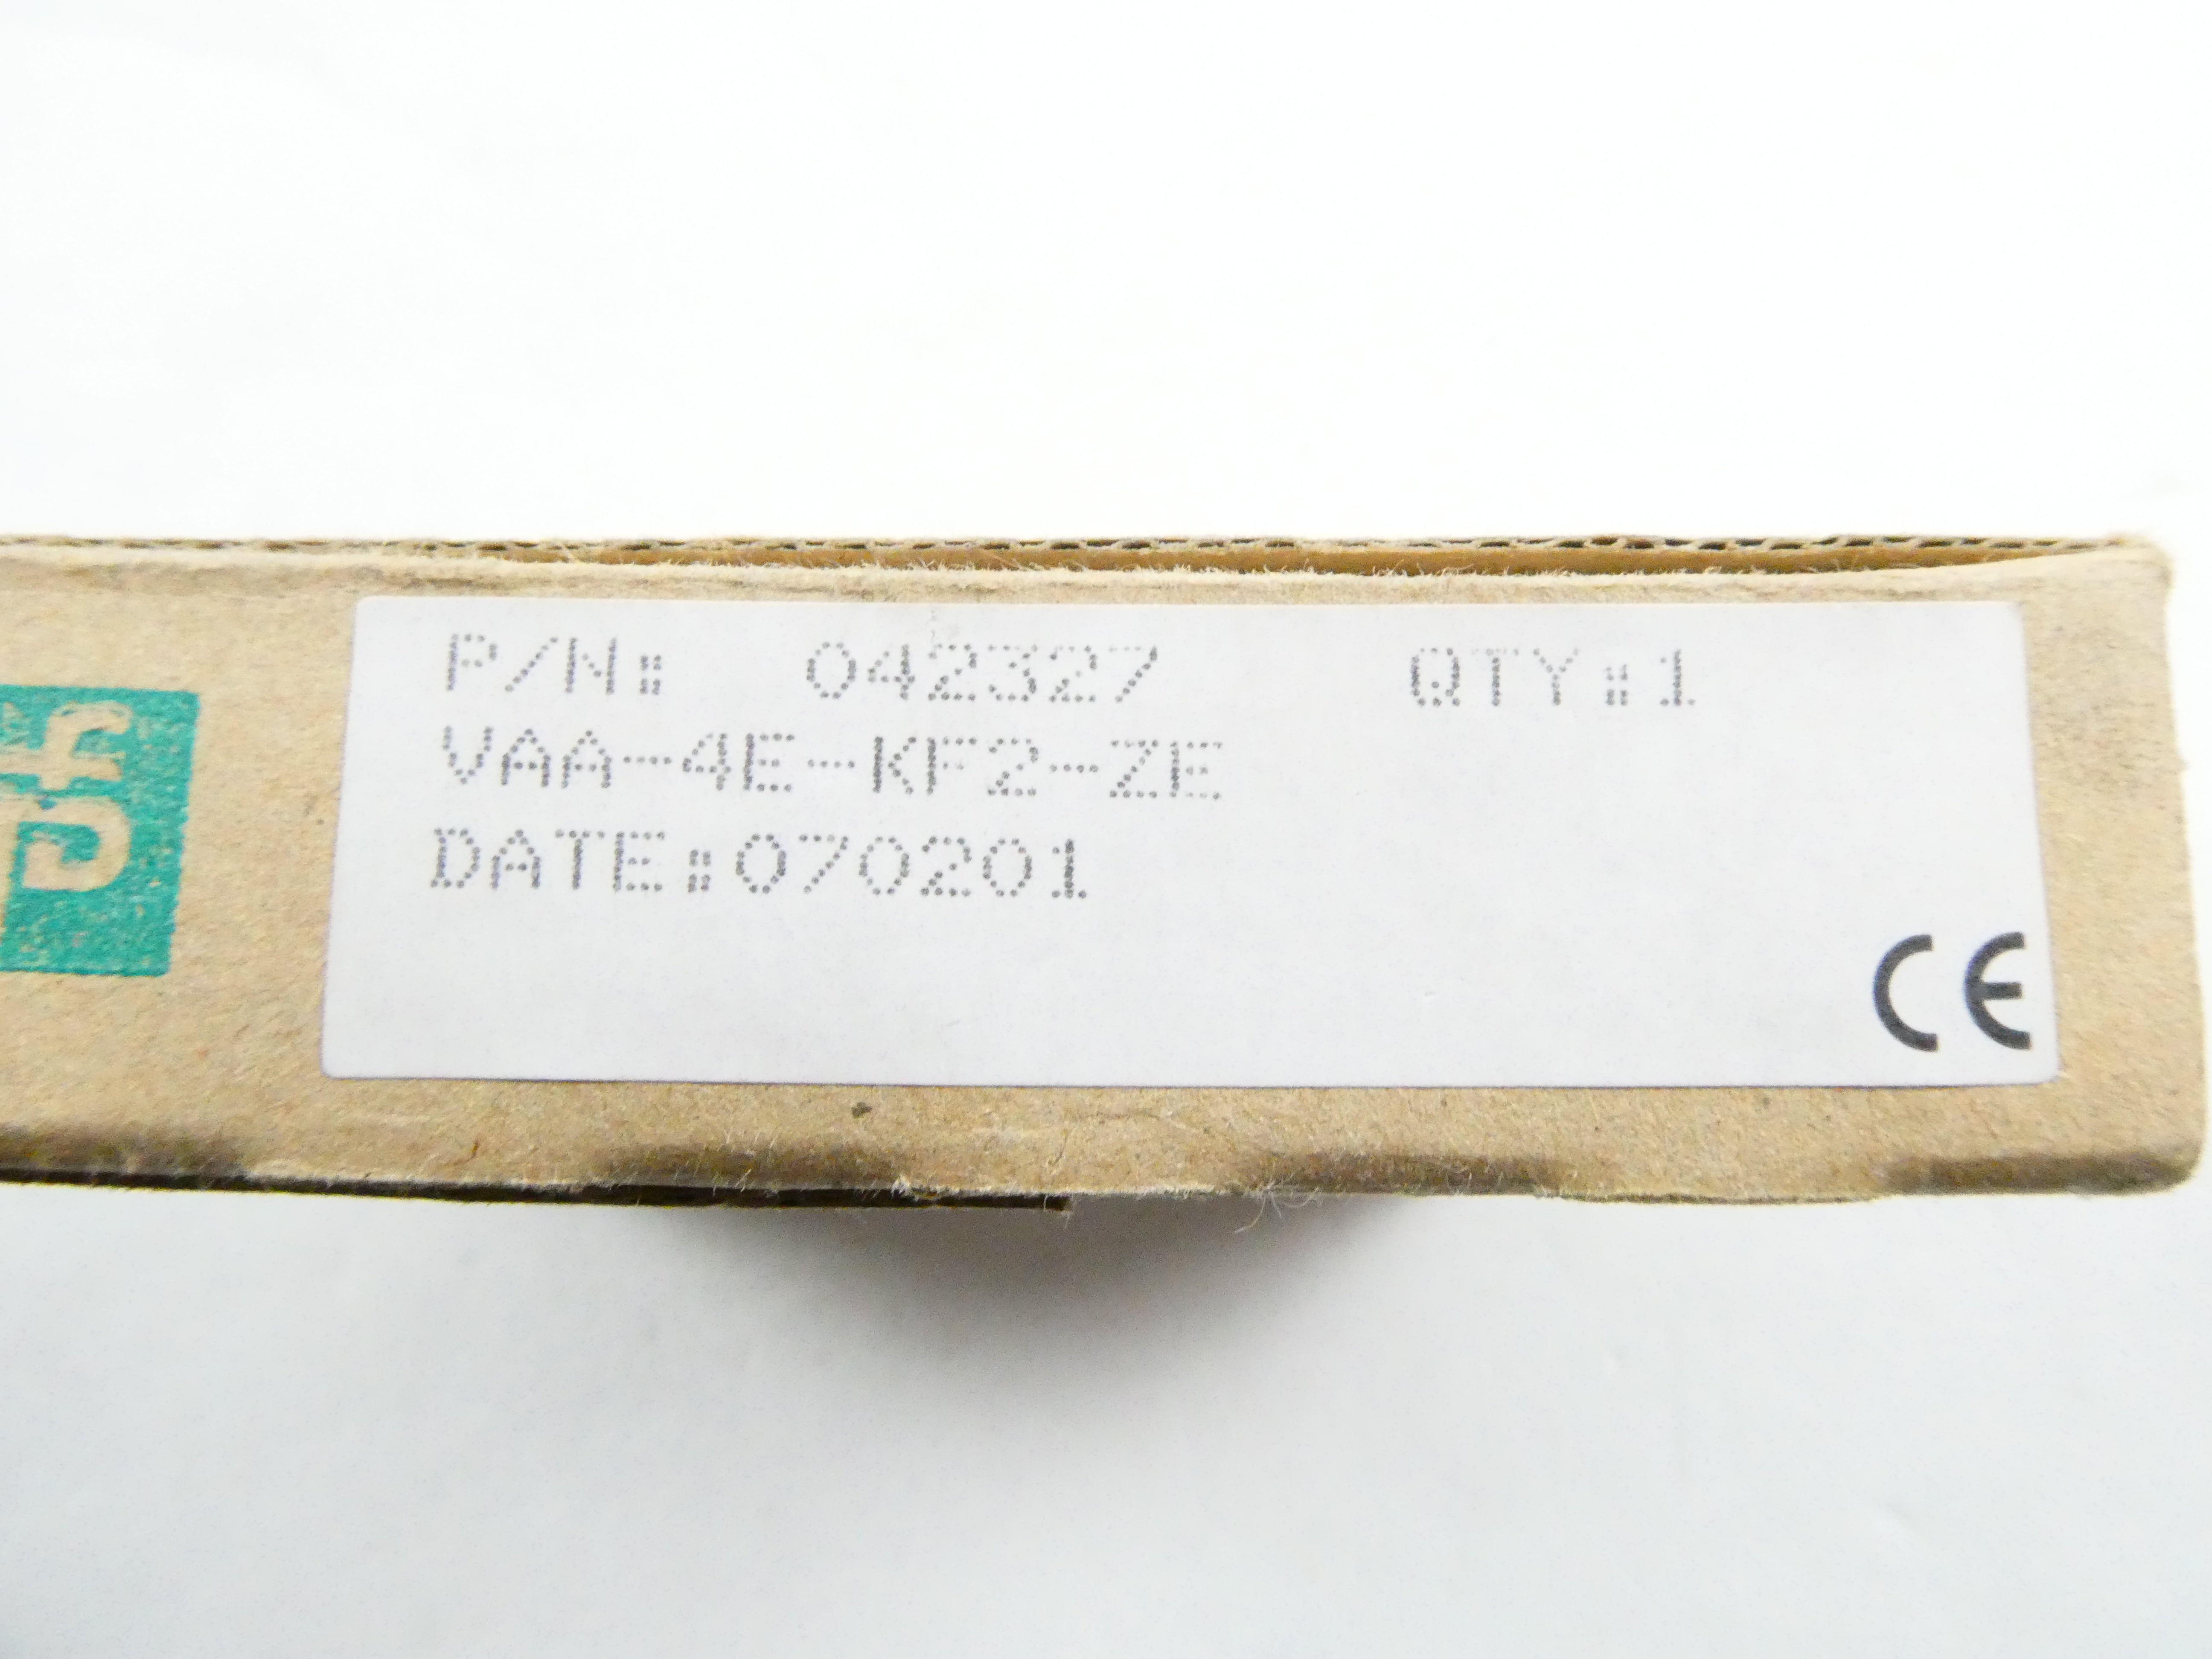 P/N: 042327 QTY:1
VAA-4E-KF2-ZE
DATE:070201
CE